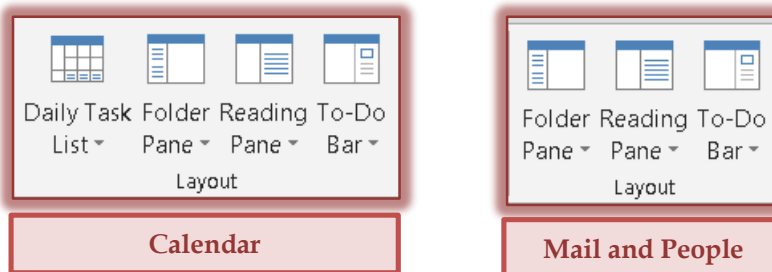 Daily Task Folder Reading To-Do
List Pane Pane Bar
Layout
Calendar
Folder Reading To-Do
Pane Pane Bar
Layout
Mail and People